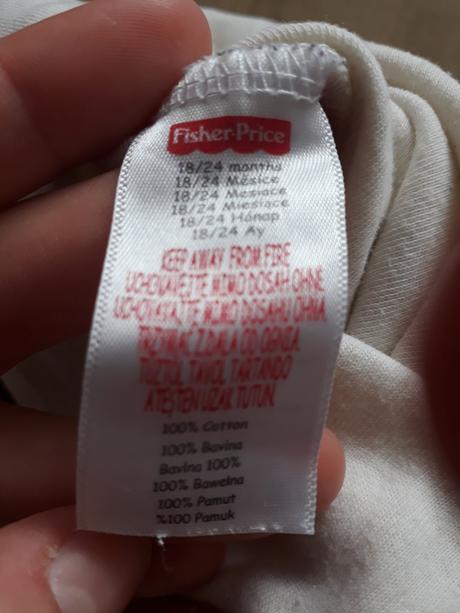 Fisher-Price
18/24 months
18/24 Měsíce
18/24 Mesiace
18/24 Miesiące
18/24 Hónap
18/24 Ay
KEEP AWAY FROM FIRE
UCHOVÁVEJTE MIMO DOSAH OHNE
UCHOVÁVAJTE MIMO DOSAHU OHŇA
TRZYMAĆ Z DALA OD OGNIA
TŰZTŐL TÁVOL TARTANDÓ
ATEŞTEN UZAK TUTUN.
100% Cotton
100% Bavlna
Bavlna 100%
100% Bawełna
100% Pamut
%100 Pamuk